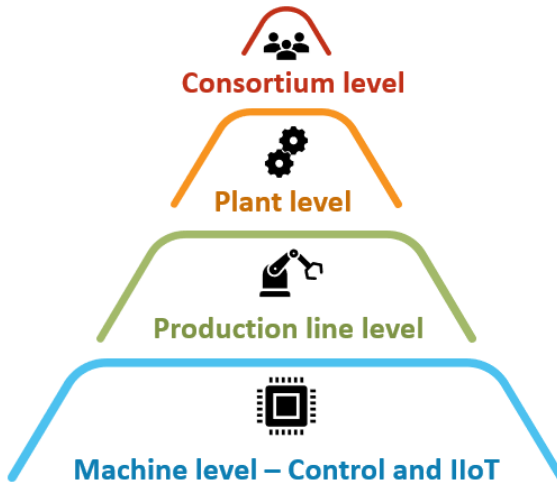 Consortium level
Plant level
Production line level
Machine level – Control and IIoT